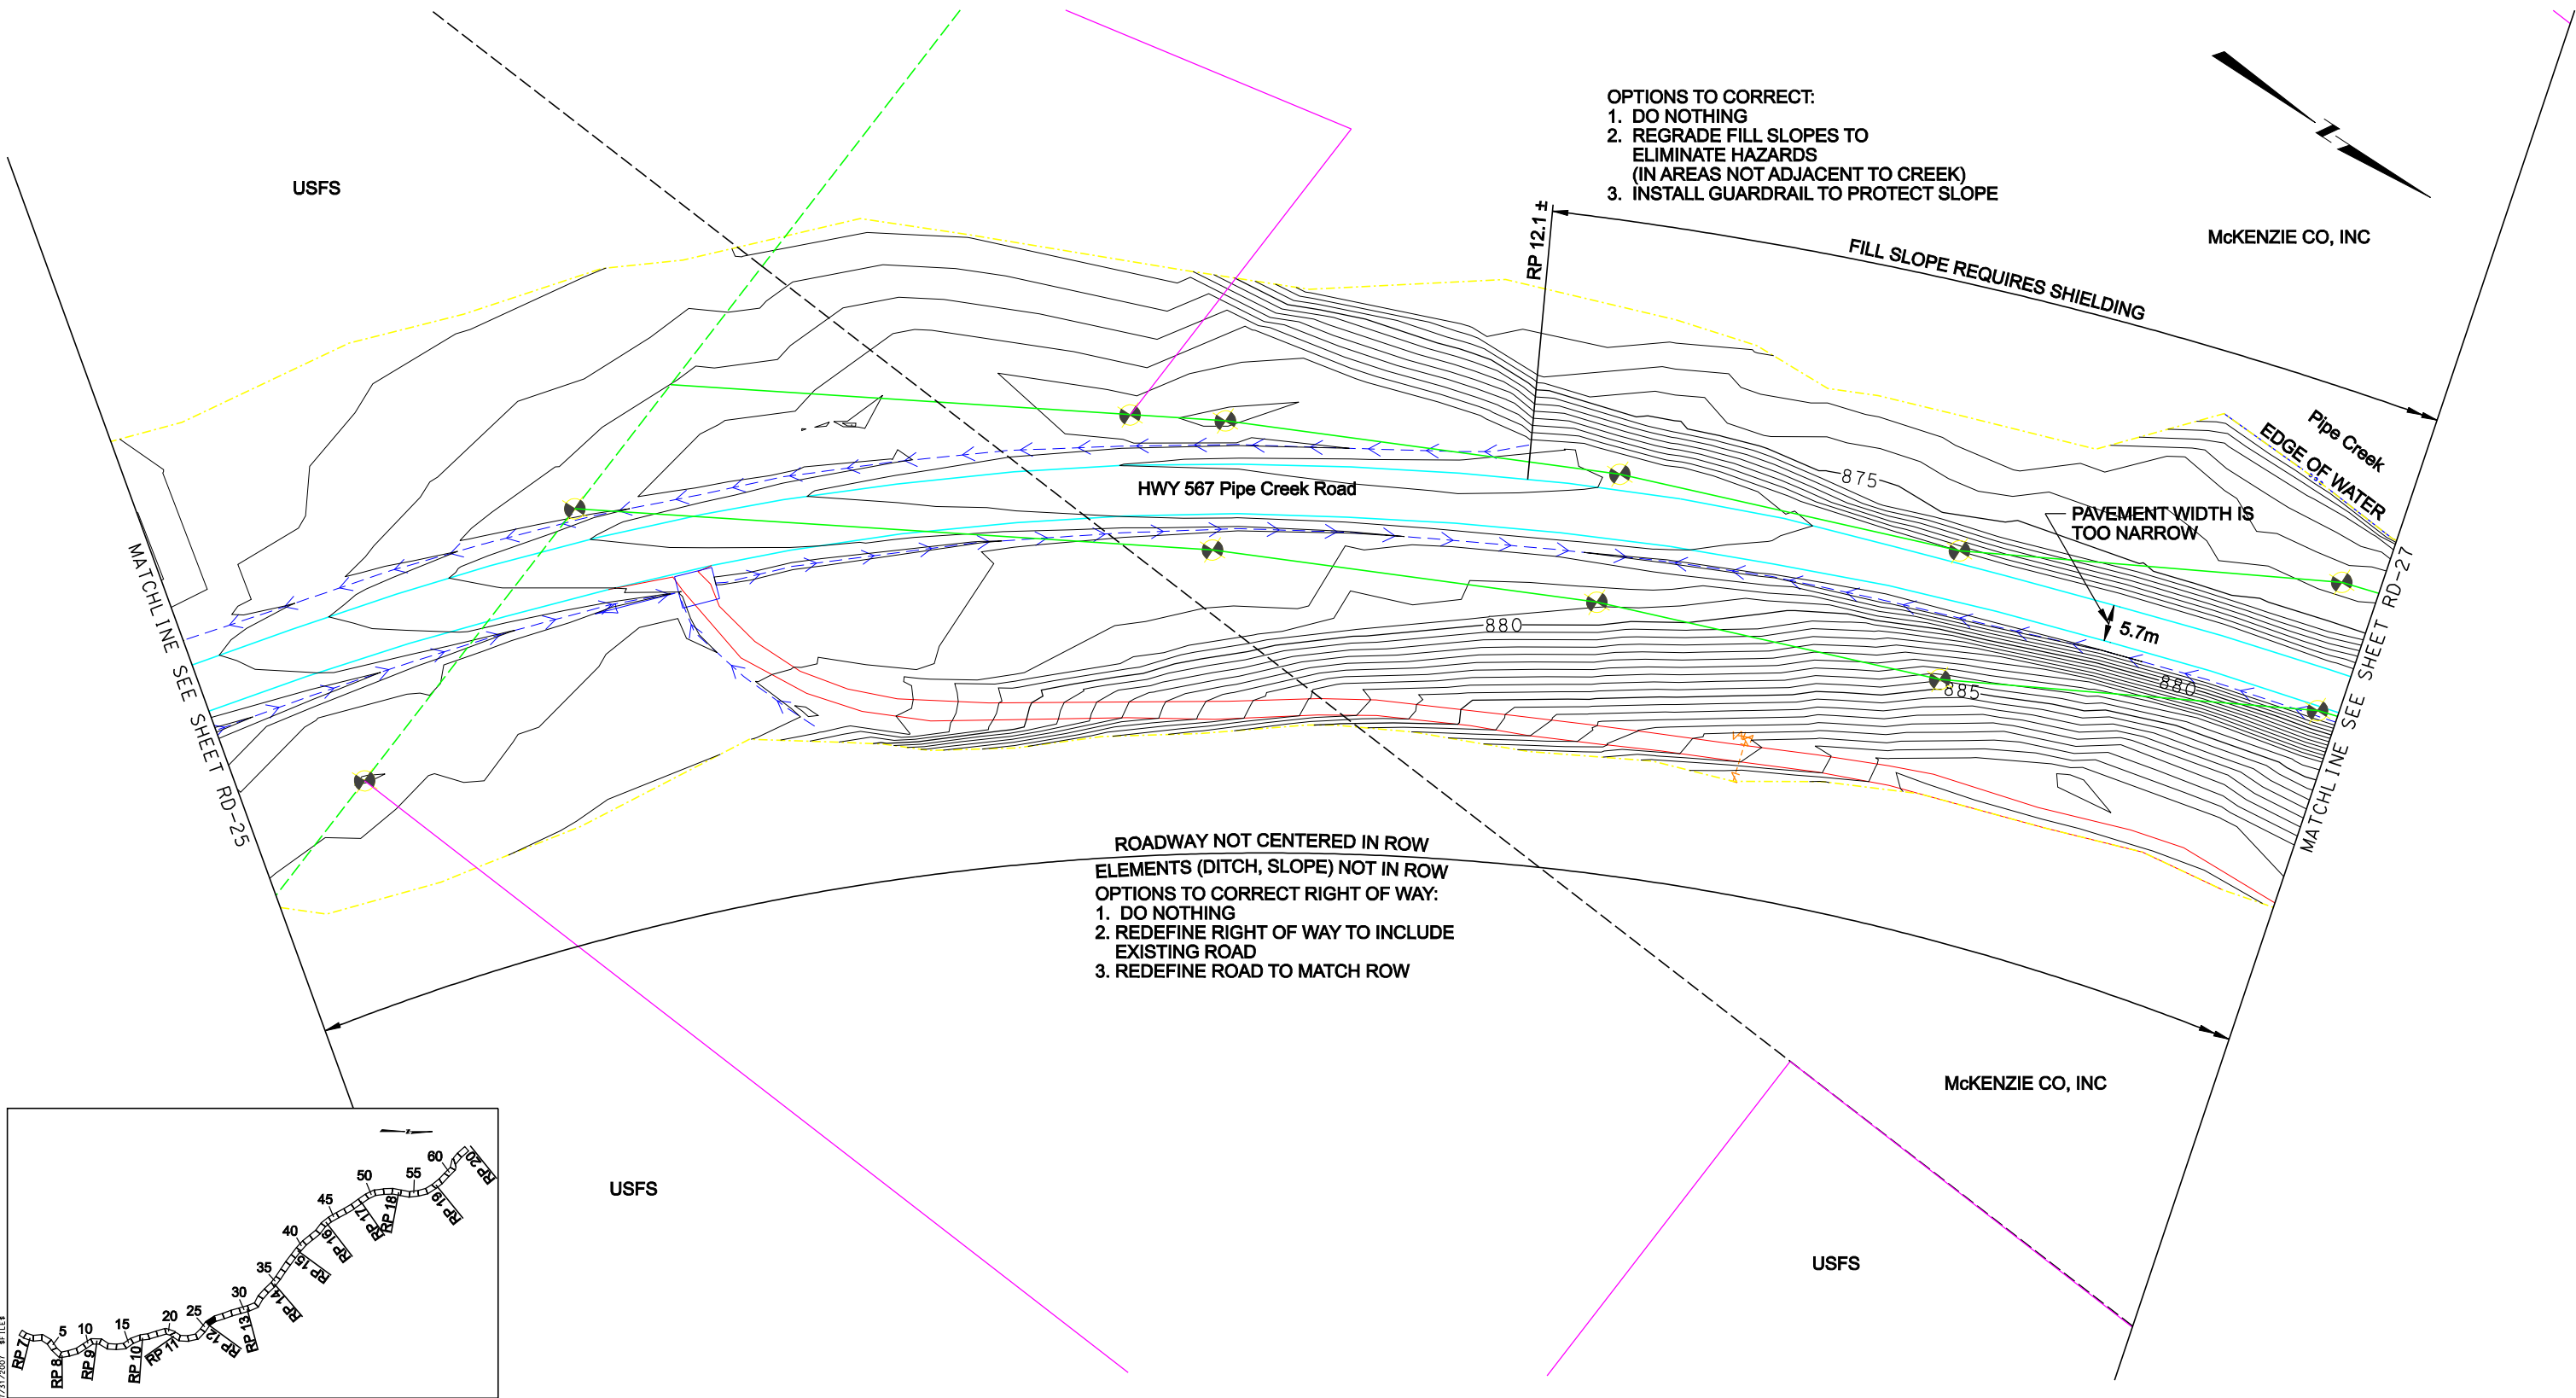 OPTIONS TO CORRECT:
1. DO NOTHING
2. REGRADE FILL SLOPES TO
ELIMINATE HAZARDS
(IN AREAS NOT ADJACENT TO CREEK)
3. INSTALL GUARDRAIL TO PROTECT SLOPE
USFS
RP 12.1 ±
FILL SLOPE REQUIRES SHIELDING
McKENZIE CO, INC
Pipe Creek
EDGE OF WATER
875
HWY 567 Pipe Creek Road
PAVEMENT WIDTH IS
TOO NARROW
5.7m
880
880
885
MATCHLINE SEE SHEET RD-25
MATCHLINE SEE SHEET RD-27
ROADWAY NOT CENTERED IN ROW
ELEMENTS (DITCH, SLOPE) NOT IN ROW
OPTIONS TO CORRECT RIGHT OF WAY:
1. DO NOTHING
2. REDEFINE RIGHT OF WAY TO INCLUDE
EXISTING ROAD
3. REDEFINE ROAD TO MATCH ROW
McKENZIE CO, INC
USFS
USFS
z
5
10
15
20
25
30
35
40
45
50
55
60
RP 7
RP 8
RP 9
RP 10
RP 11
RP 12
RP 13
RP 14
RP 15
RP 16
RP 17
RP 18
RP 19
RP 20